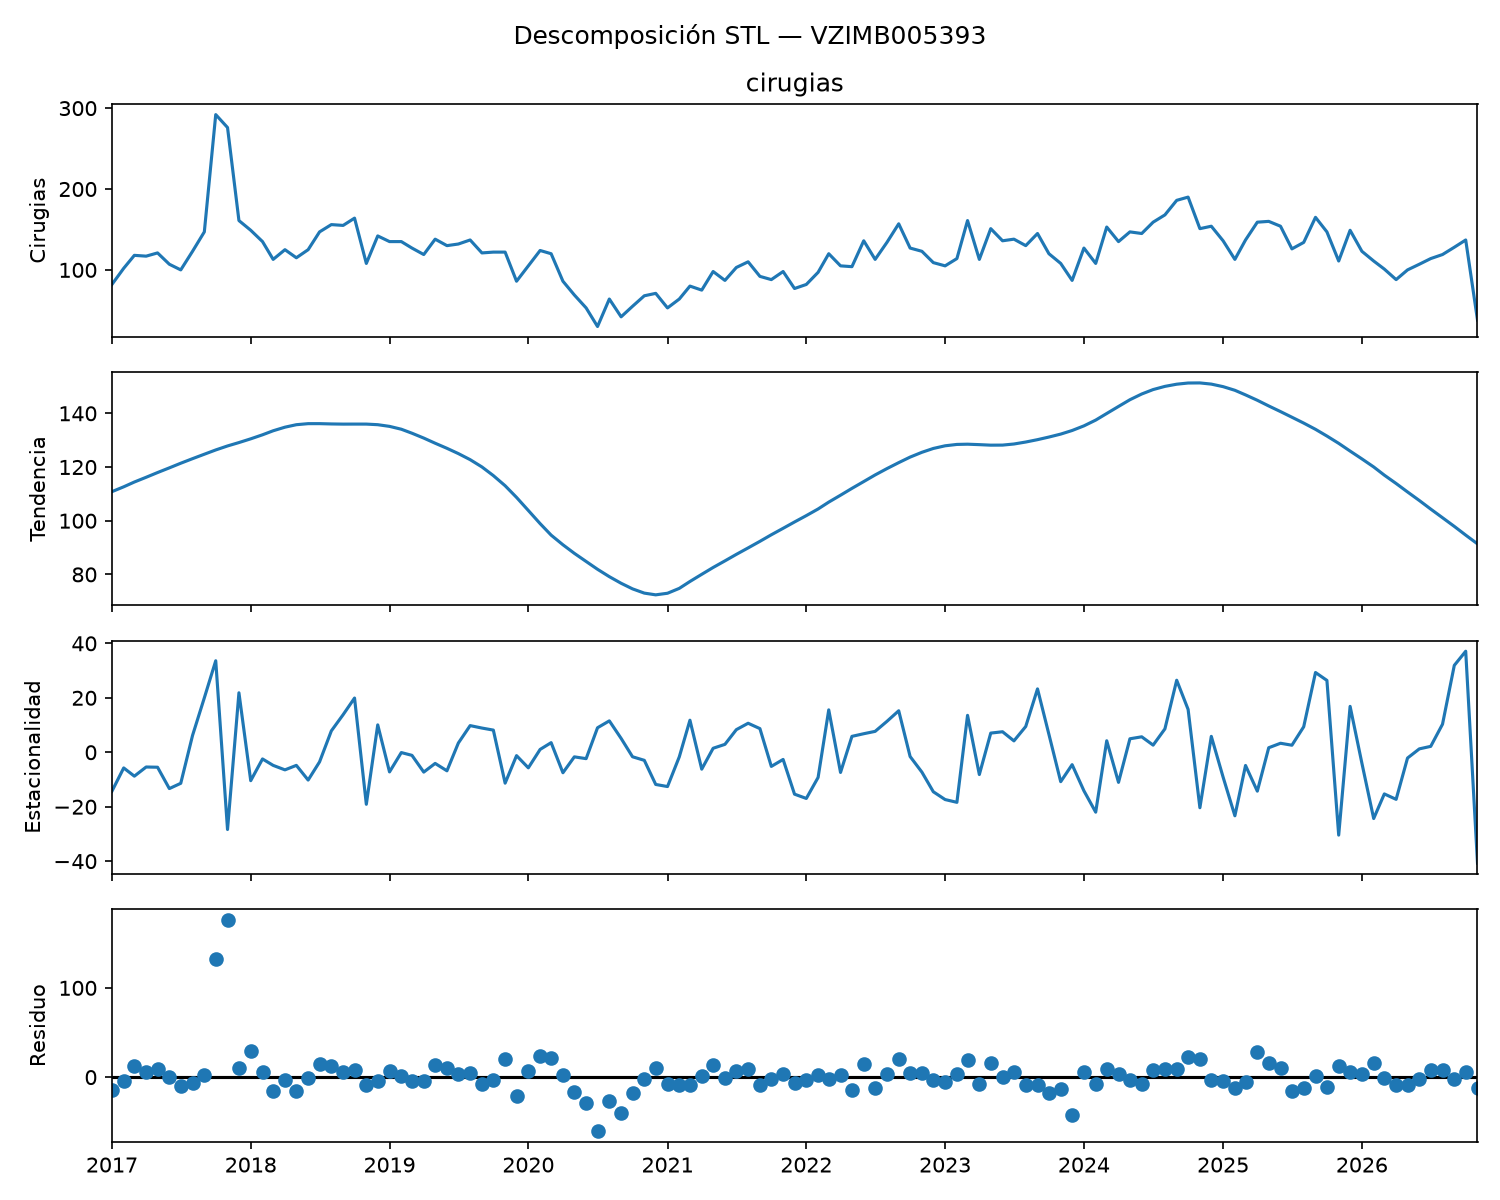 Descomposición STL — VZIMB005393
cirugias
300
200
100
Cirugias
140
120
100
80
Tendencia
40
20
0
−20
−40
Estacionalidad
100
0
Residuo
2017 2018 2019 2020 2021 2022 2023 2024 2025 2026